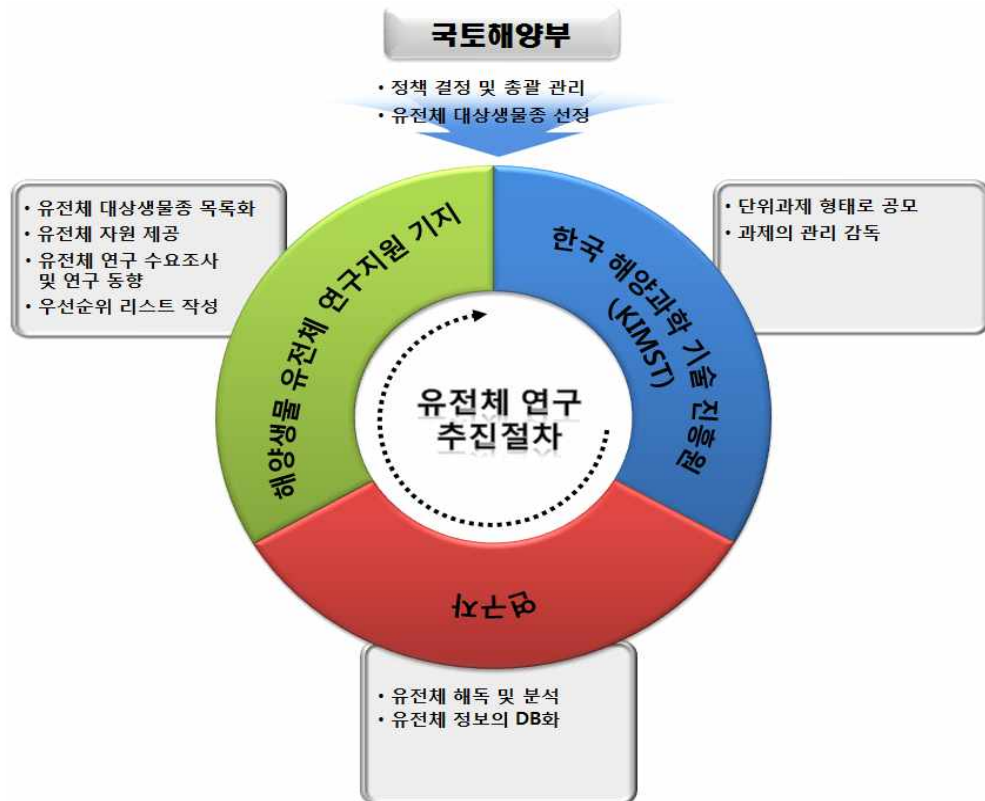 국토해양부
• 정책 결정 및 총괄 관리
• 유전체 대상생물종 선정
• 유전체 대상생물종 목록화
• 유전체 자원 제공
• 유전체 연구 수요조사
및 연구 동향
• 우선순위 리스트 작성
해양생물 유전체 연구지원 기지
한국 해양과학 기술 진흥원
(KIMST)
• 단위과제 형태로 공모
• 과제의 관리 감독
유전체 연구
추진절차
연구자
• 유전체 해독 및 분석
• 유전체 정보의 DB화